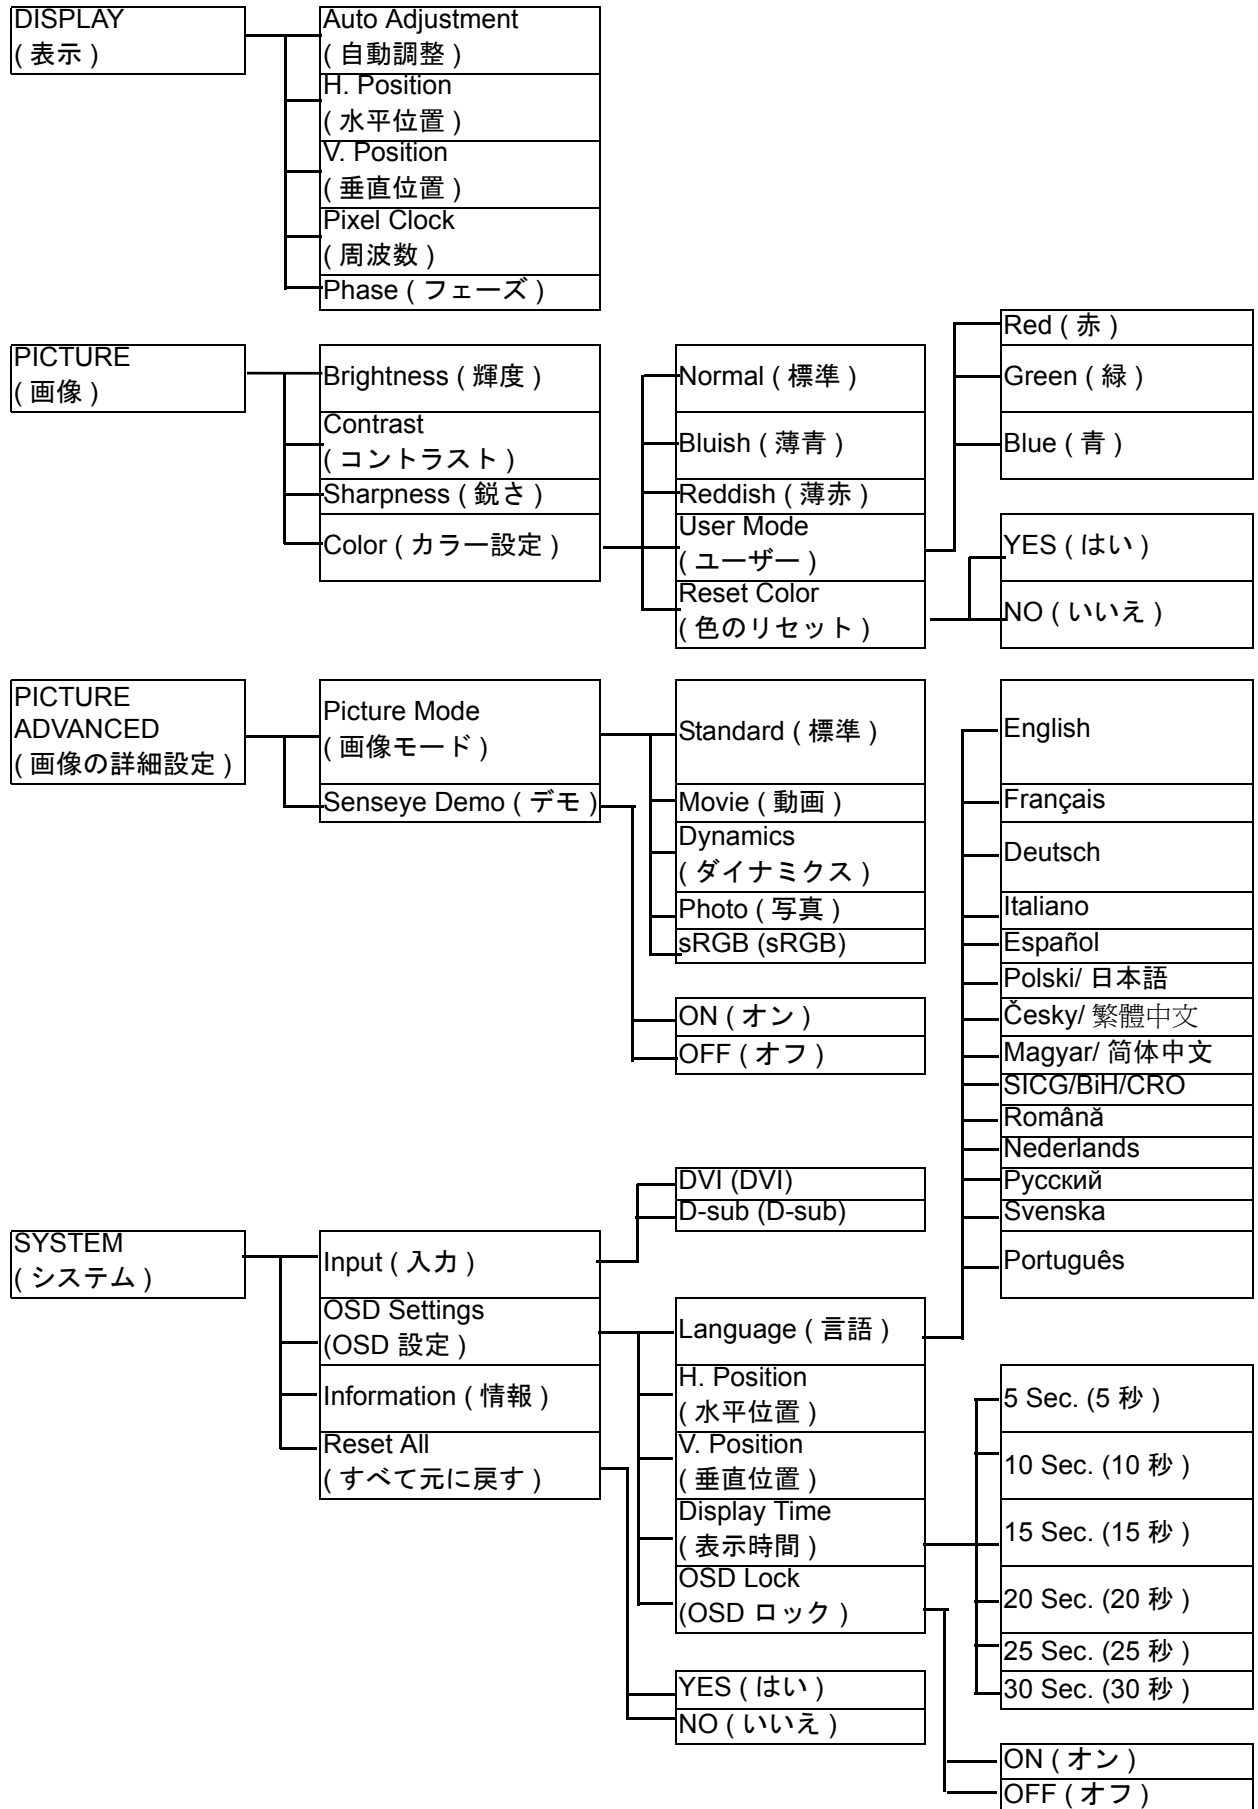 DISPLAY
( 表示 )
Auto Adjustment
( 自動調整 )
H. Position
( 水平位置 )
V. Position
( 垂直位置 )
Pixel Clock
( 周波数 )
Phase ( フェーズ )
PICTURE
( 画像 )
Brightness ( 輝度 )
Contrast
( コントラスト )
Sharpness ( 鋭さ )
Color ( カラー設定 )
Normal ( 標準 )
Bluish ( 薄青 )
Reddish ( 薄赤 )
User Mode
( ユーザー )
Reset Color
( 色のリセット )
Red ( 赤 )
Green ( 緑 )
Blue ( 青 )
YES ( はい )
NO ( いいえ )
PICTURE
ADVANCED
( 画像の詳細設定 )
Picture Mode
( 画像モード )
Senseye Demo ( デモ )
Standard ( 標準 )
Movie ( 動画 )
Dynamics
( ダイナミクス )
Photo ( 写真 )
sRGB (sRGB)
ON ( オン )
OFF ( オフ )
SYSTEM
( システム )
Input ( 入力 )
OSD Settings
(OSD 設定 )
Information ( 情報 )
Reset All
( すべて元に戻す )
DVI (DVI)
D-sub (D-sub)
Language ( 言語 )
H. Position
( 水平位置 )
V. Position
( 垂直位置 )
Display Time
( 表示時間 )
OSD Lock
(OSD ロック )
YES ( はい )
NO ( いいえ )
English
Français
Deutsch
Italiano
Español
Polski/ 日本語
Česky/ 繁體中文
Magyar/ 简体中文
SICG/BiH/CRO
Română
Nederlands
Русский
Svenska
Português
5 Sec. (5 秒 )
10 Sec. (10 秒 )
15 Sec. (15 秒 )
20 Sec. (20 秒 )
25 Sec. (25 秒 )
30 Sec. (30 秒 )
ON ( オン )
OFF ( オフ )